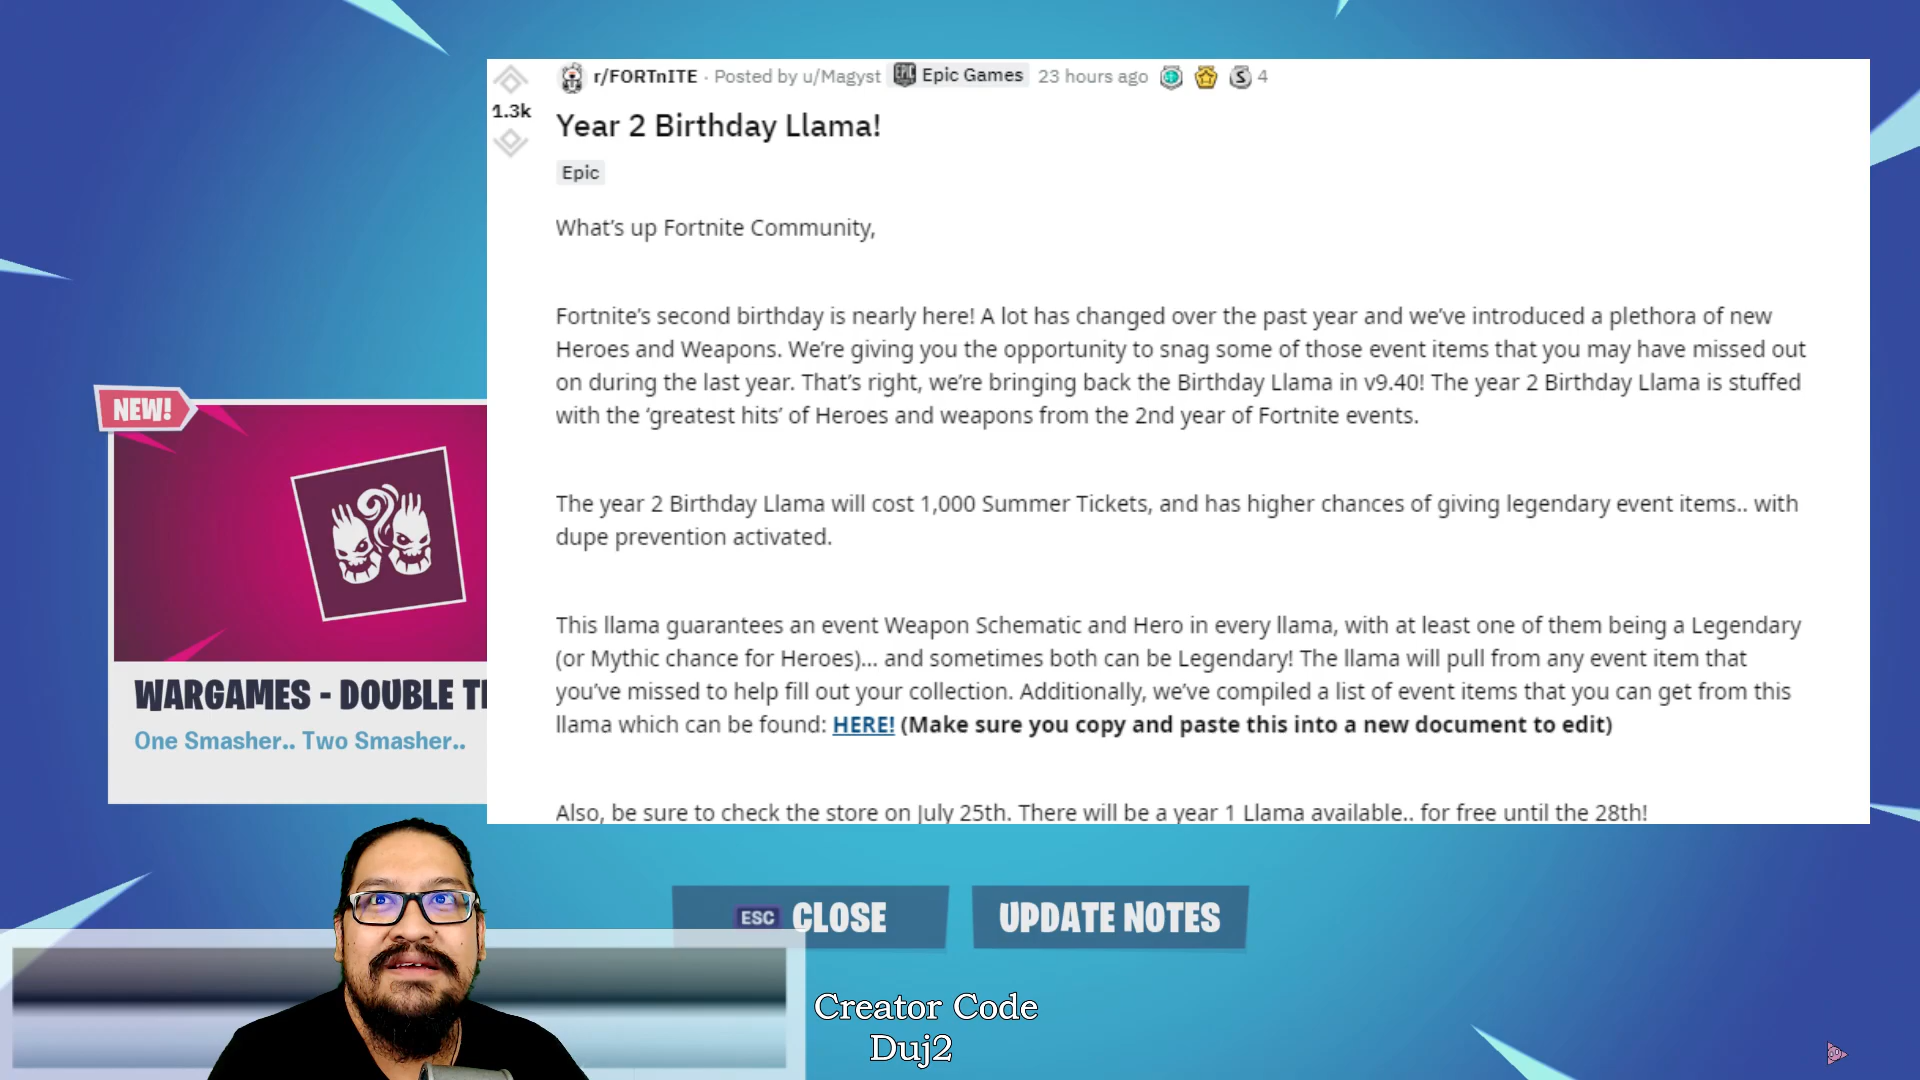 r/FORTnITE · Posted by u/Magyst Epic Games 23 hours ago S 4
1.3k
Year 2 Birthday Llama!
Epic
What's up Fortnite Community,
Fortnite's second birthday is nearly here! A lot has changed over the past year and we've introduced a plethora of new
Heroes and Weapons. We're giving you the opportunity to snag some of those event items that you may have missed out
on during the last year. That's right, we're bringing back the Birthday Llama in v9.40! The year 2 Birthday Llama is stuffed
with the 'greatest hits' of Heroes and weapons from the 2nd year of Fortnite events.
The year 2 Birthday Llama will cost 1,000 Summer Tickets, and has higher chances of giving legendary event items.. with
dupe prevention activated.
This llama guarantees an event Weapon Schematic and Hero in every llama, with at least one of them being a Legendary
(or Mythic chance for Heroes)... and sometimes both can be Legendary! The llama will pull from any event item that
you've missed to help fill out your collection. Additionally, we've compiled a list of event items that you can get from this
llama which can be found: HERE! (Make sure you copy and paste this into a new document to edit)
Also, be sure to check the store on July 25th. There will be a year 1 Llama available.. for free until the 28th!
NEW!
WARGAMES - DOUBLE
One Smasher.. Two Smasher..
ESC CLOSE
UPDATE NOTES
Creator Code
Duj2